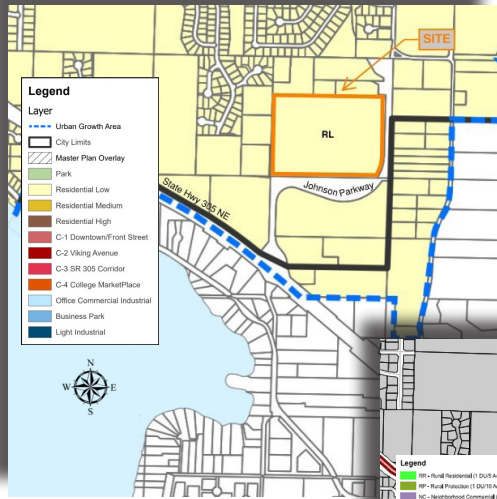 SITE
RL
Johnson Parkway
State Hwy 305 NE
Legend
Layer
Urban Growth Area
City Limits
Master Plan Overlay
Park
Residential Low
Residential Medium
Residential High
C-1 Downtown/Front Street
C-2 Viking Avenue
C-3 SR 305 Corridor
C-4 College MarketPlace
Office Commercial Industrial
Business Park
Light Industrial
N
W E
S
Legend
RR - Rural Residential (1 DU/5 A
RP - Rural Protection (1 DU/10 A
NC - Neighborhood Commercial